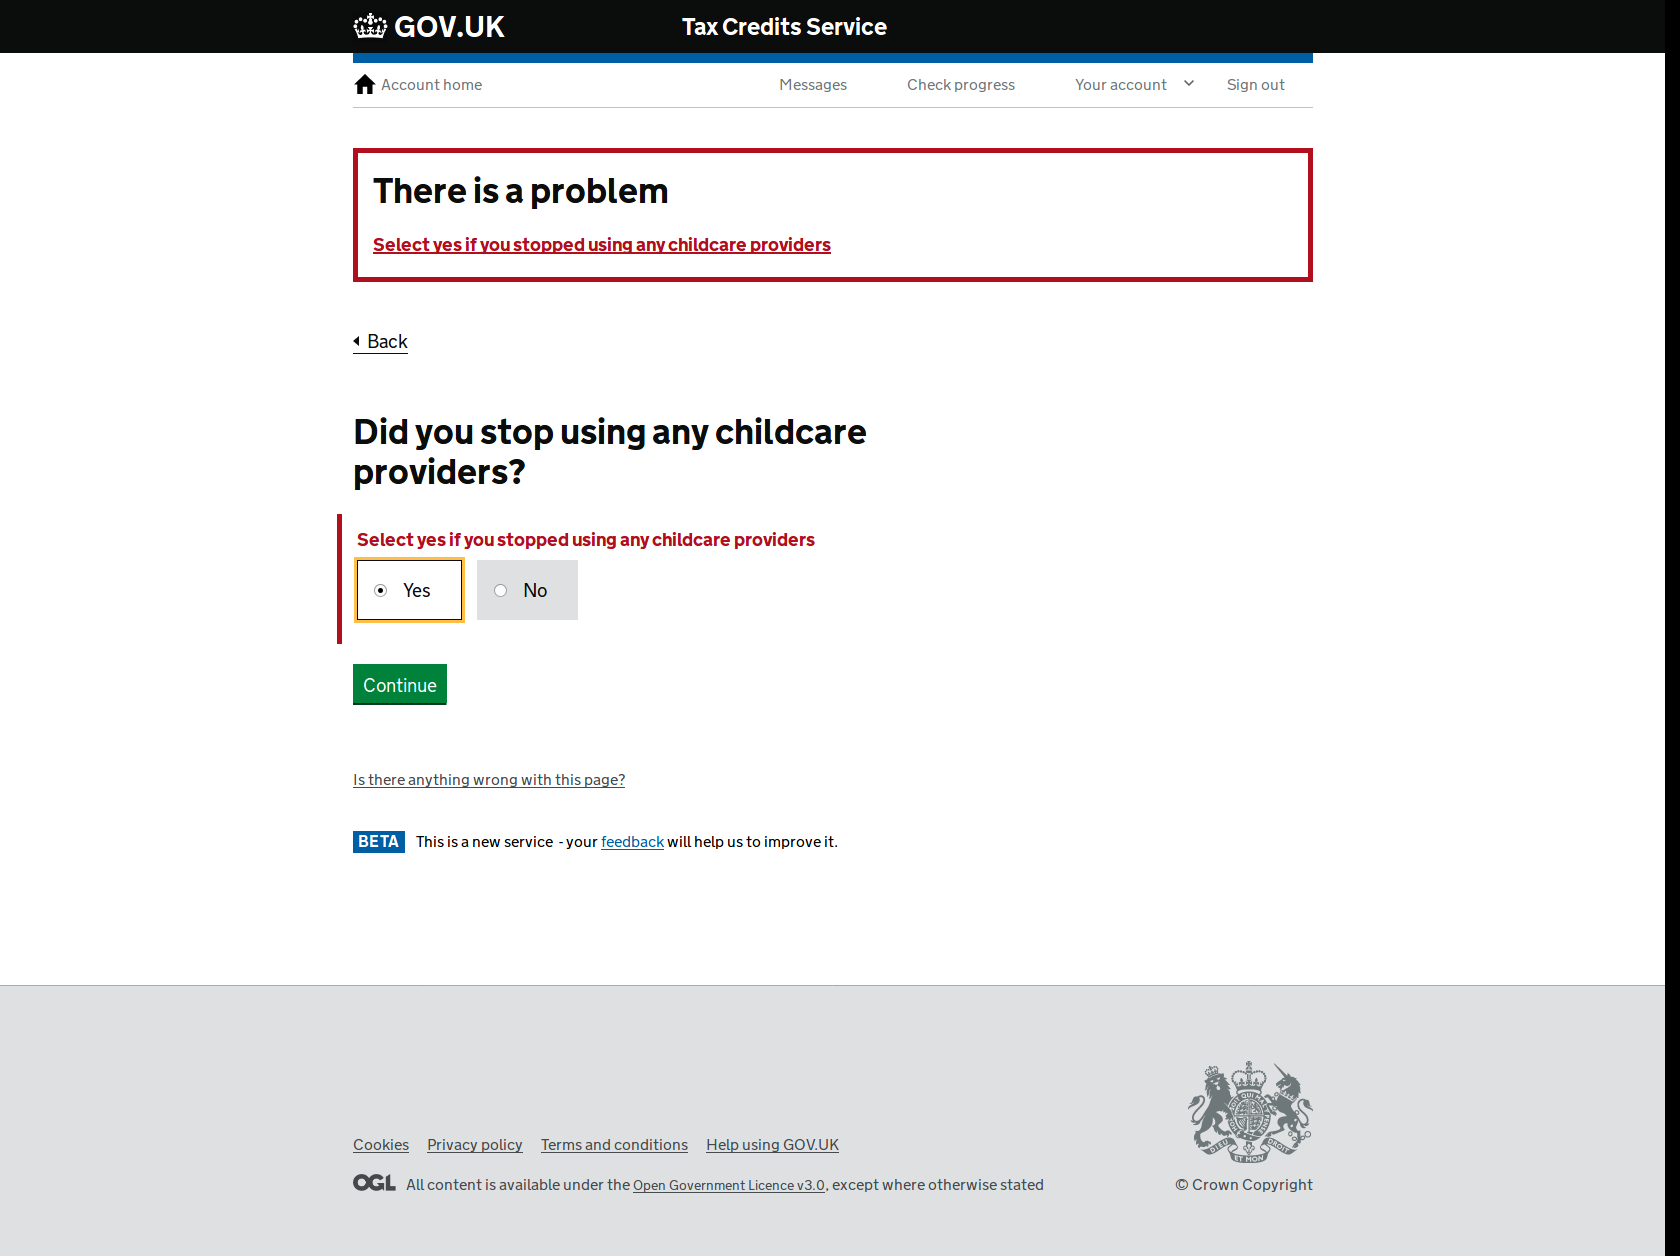 GOV.UK
Tax Credits Service
Account home
Messages
Check progress
Your account
Sign out
There is a problem
Select yes if you stopped using any childcare providers
Back
Did you stop using any childcare
providers?
Select yes if you stopped using any childcare providers
Yes
No
Continue
Is there anything wrong with this page?
BETA This is a new service - your feedback will help us to improve it.
Cookies
Privacy policy
Terms and conditions
Help using GOV.UK
OGL All content is available under the Open Government Licence v3.0, except where otherwise stated
DIEU ET MON DROIT
© Crown Copyright